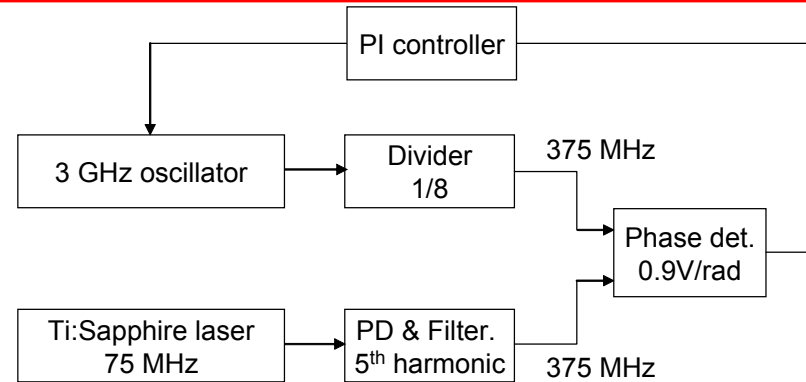 PI controller
3 GHz oscillator
Divider
1/8
375 MHz
Phase det.
0.9V/rad
Ti:Sapphire laser
75 MHz
PD & Filter.
5th harmonic
375 MHz